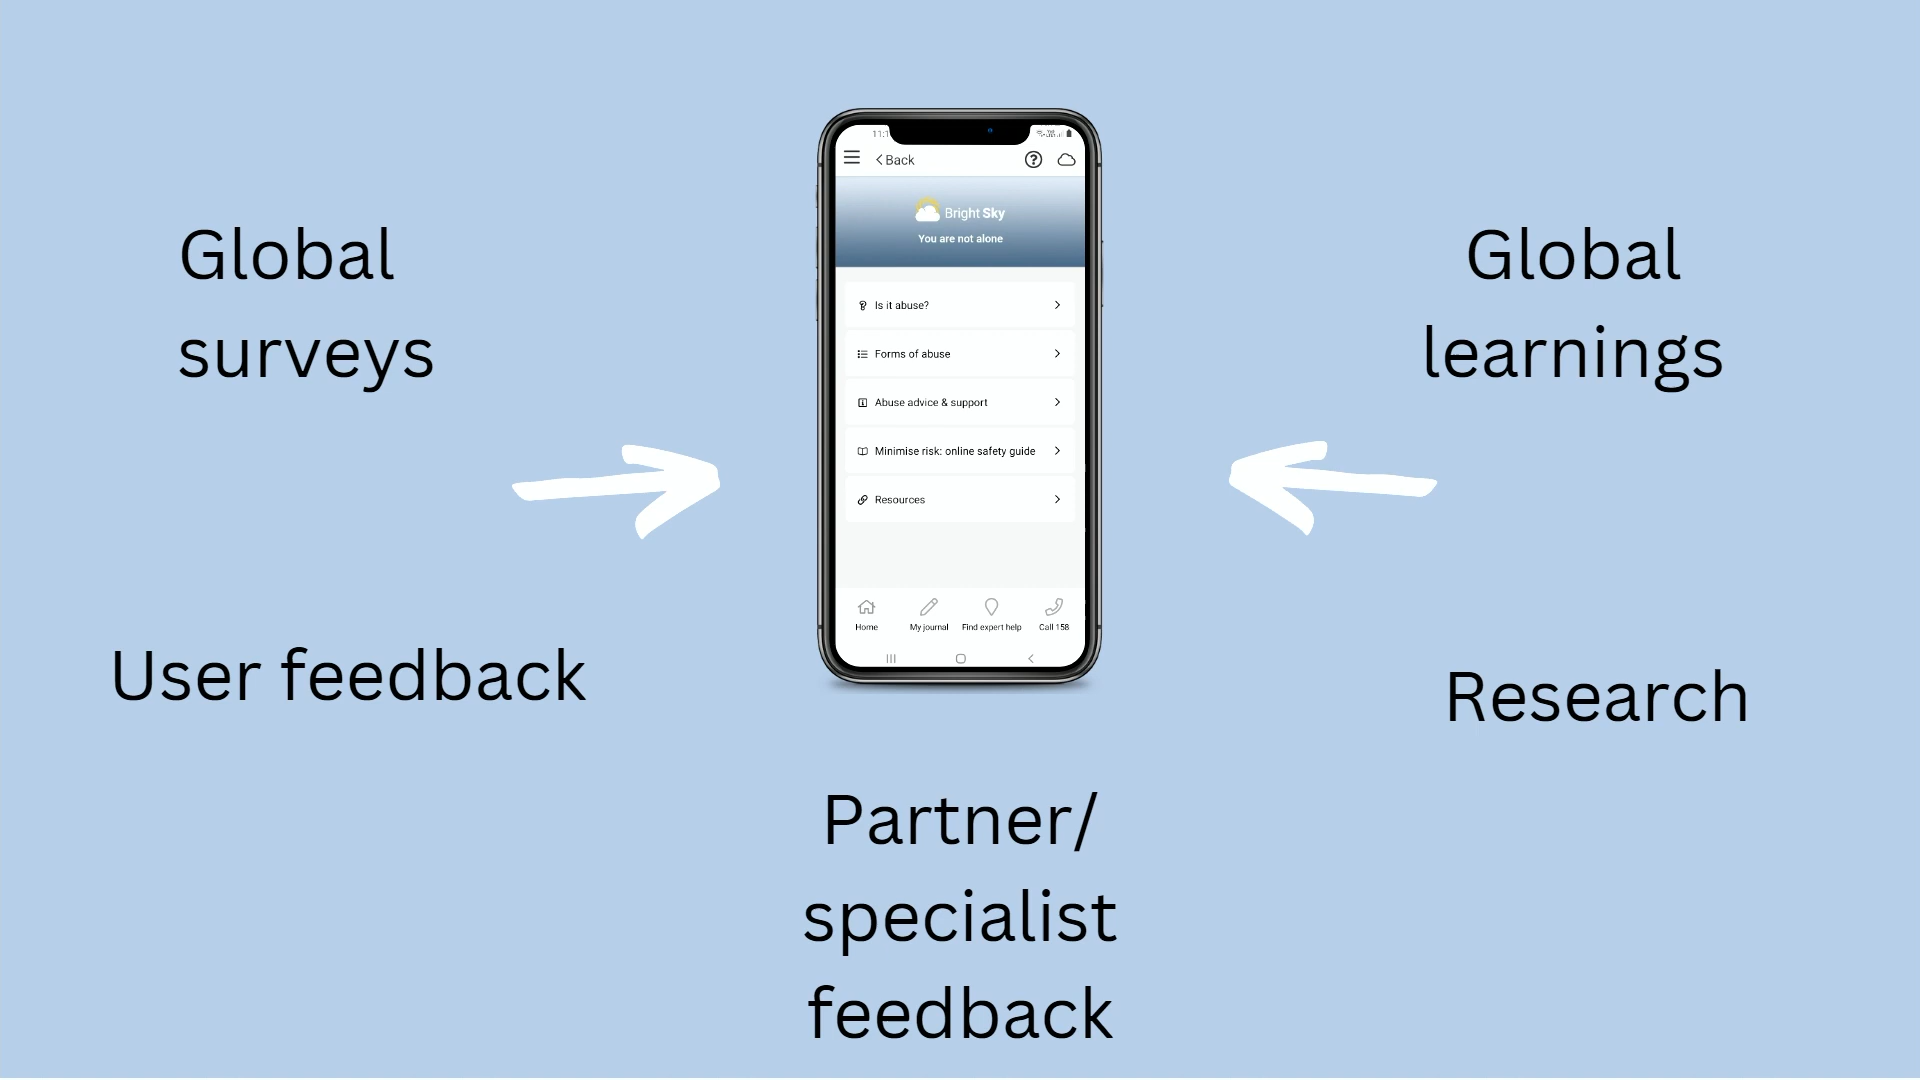 Global
surveys
User feedback
11:1
Back
Bright Sky
You are not alone
Is it abuse?
Forms of abuse
Abuse advice & support
Minimise risk: online safety guide
Resources
Home
My journal
Find expert help
Call 158
Global
learnings
Research
Partner/
specialist
feedback